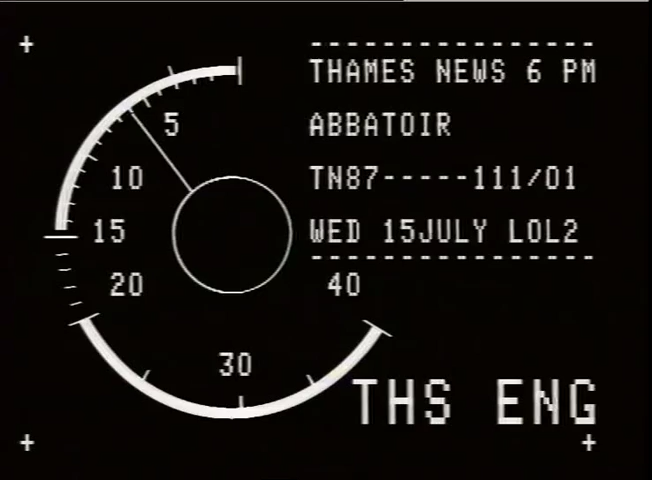 THAMES NEWS 6 PM
ABBATOIR
TN87-----111/01
WED 15JULY LOL2
5
10
15
20
30
40
THS ENG